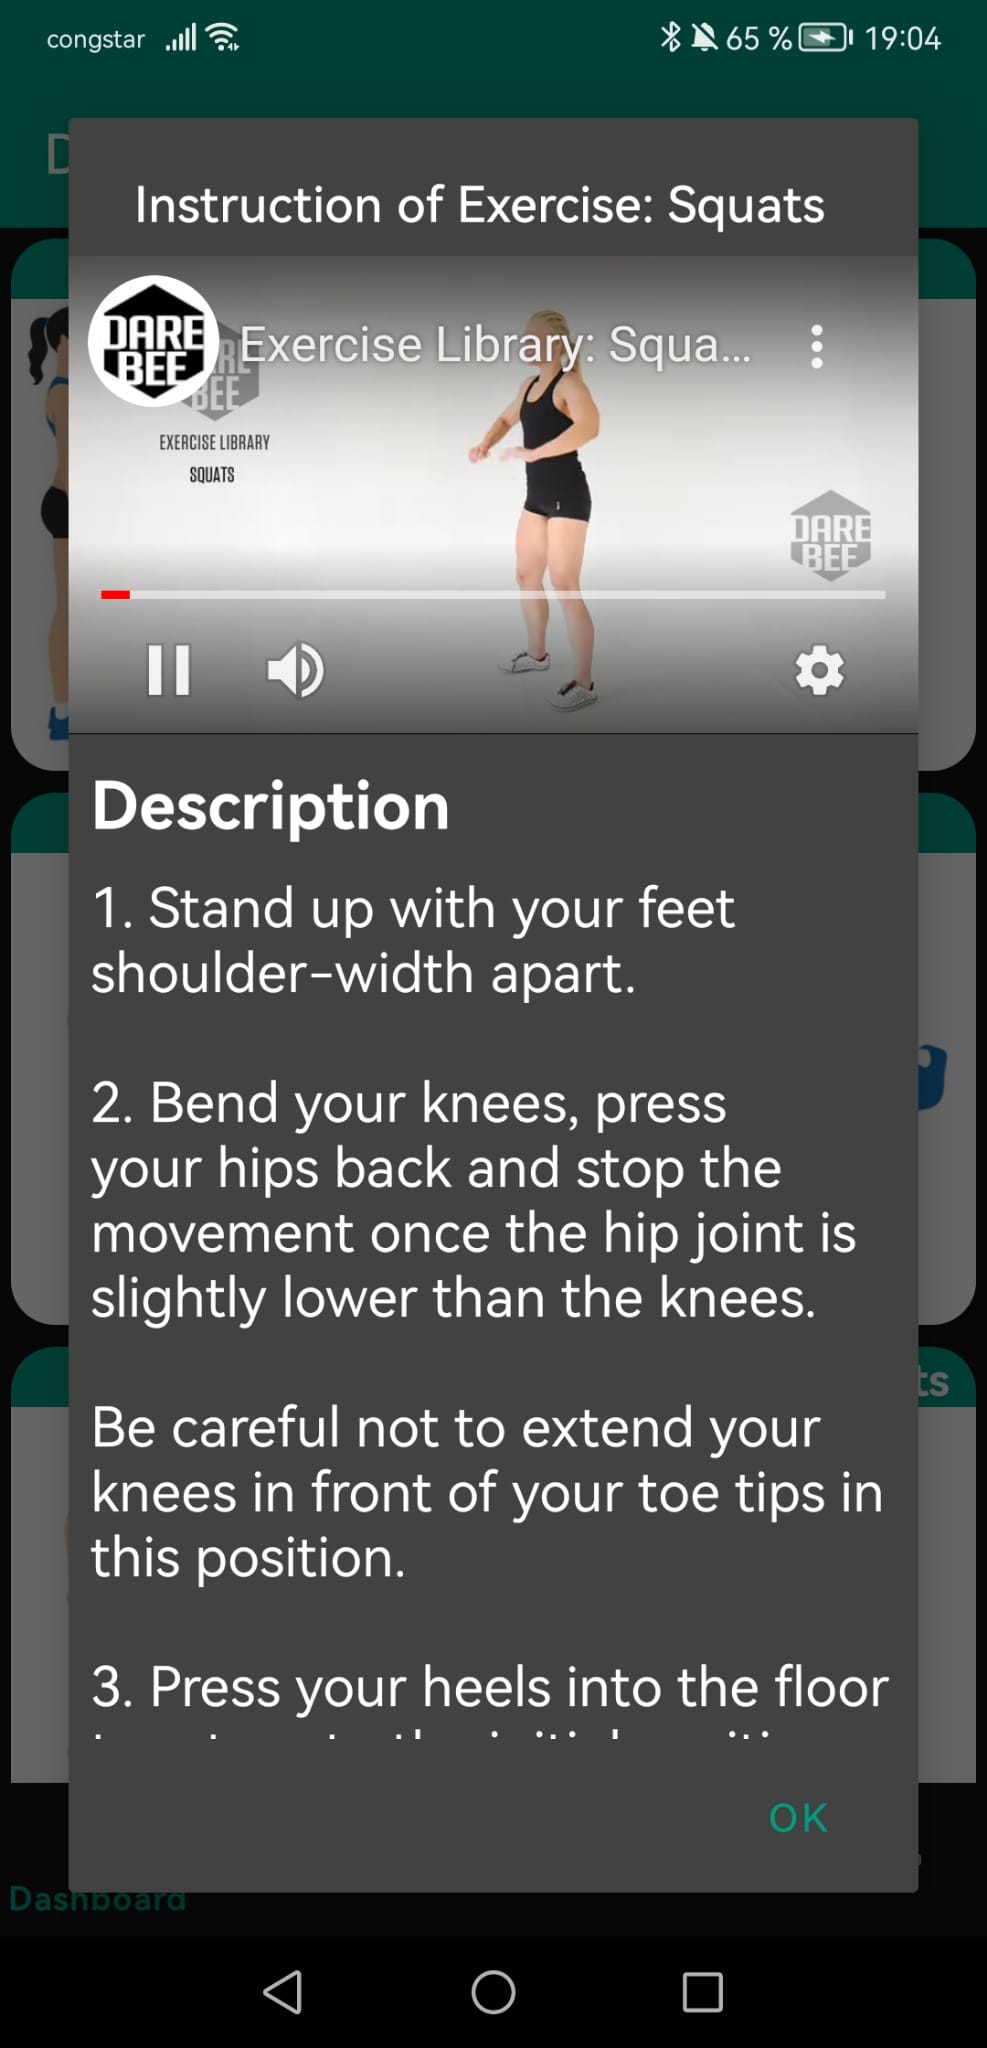 congstar 65 % 19:04
D
Instruction of Exercise: Squats
DARE
BEE
Exercise Library: Squa...
BEE
EXERCISE LIBRARY
SQUATS
DARE
BEE
Description
1. Stand up with your feet
shoulder-width apart.
2. Bend your knees, press
your hips back and stop the
movement once the hip joint is
slightly lower than the knees.
ts
Be careful not to extend your
knees in front of your toe tips in
this position.
3. Press your heels into the floor
OK
Dashboard